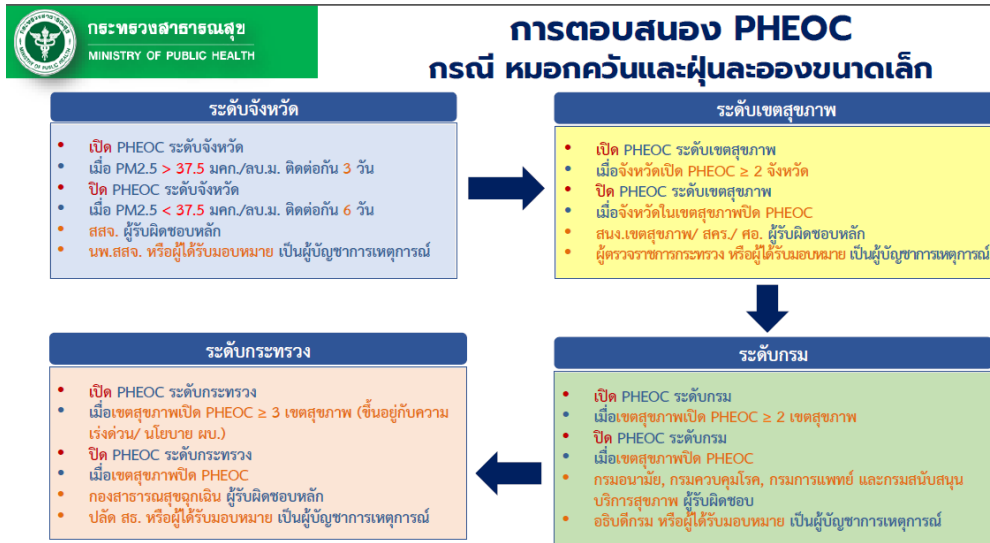 กระทรวงสาธารณสุข
MINISTRY OF PUBLIC HEALTH
การตอบสนอง PHEOC
กรณี หมอกควันและฝุ่นละอองขนาดเล็ก
ระดับจังหวัด
• เปิด PHEOC ระดับจังหวัด
• เมื่อ PM2.5 > 37.5 มคก./ลบ.ม. ติดต่อกัน 3 วัน
• ปิด PHEOC ระดับจังหวัด
• เมื่อ PM2.5 < 37.5 มคก./ลบ.ม. ติดต่อกัน 6 วัน
• สสจ. ผู้รับผิดชอบหลัก
• นพ.สสจ. หรือผู้ได้รับมอบหมาย เป็นผู้บัญชาการเหตุการณ์
ระดับเขตสุขภาพ
• เปิด PHEOC ระดับเขตสุขภาพ
• เมื่อจังหวัดเปิด PHEOC ≥ 2 จังหวัด
• ปิด PHEOC ระดับเขตสุขภาพ
• เมื่อจังหวัดในเขตสุขภาพปิด PHEOC
• สนง.เขตสุขภาพ/ สคร./ ศอ. ผู้รับผิดชอบหลัก
• ผู้ตรวจราชการกระทรวง หรือผู้ได้รับมอบหมาย เป็นผู้บัญชาการเหตุการณ์
ระดับกรม
• เปิด PHEOC ระดับกรม
• เมื่อเขตสุขภาพเปิด PHEOC ≥ 2 เขตสุขภาพ
• ปิด PHEOC ระดับกรม
• เมื่อเขตสุขภาพปิด PHEOC
• กรมอนามัย, กรมควบคุมโรค, กรมการแพทย์ และกรมสนับสนุน
บริการสุขภาพ ผู้รับผิดชอบ
• อธิบดีกรม หรือผู้ได้รับมอบหมาย เป็นผู้บัญชาการเหตุการณ์
ระดับกระทรวง
• เปิด PHEOC ระดับกระทรวง
• เมื่อเขตสุขภาพเปิด PHEOC ≥ 3 เขตสุขภาพ (ขึ้นอยู่กับความ
เร่งด่วน/ นโยบาย ผบ.)
• ปิด PHEOC ระดับกระทรวง
• เมื่อเขตสุขภาพปิด PHEOC
• กองสาธารณสุขฉุกเฉิน ผู้รับผิดชอบหลัก
• ปลัด สธ. หรือผู้ได้รับมอบหมาย เป็นผู้บัญชาการเหตุการณ์